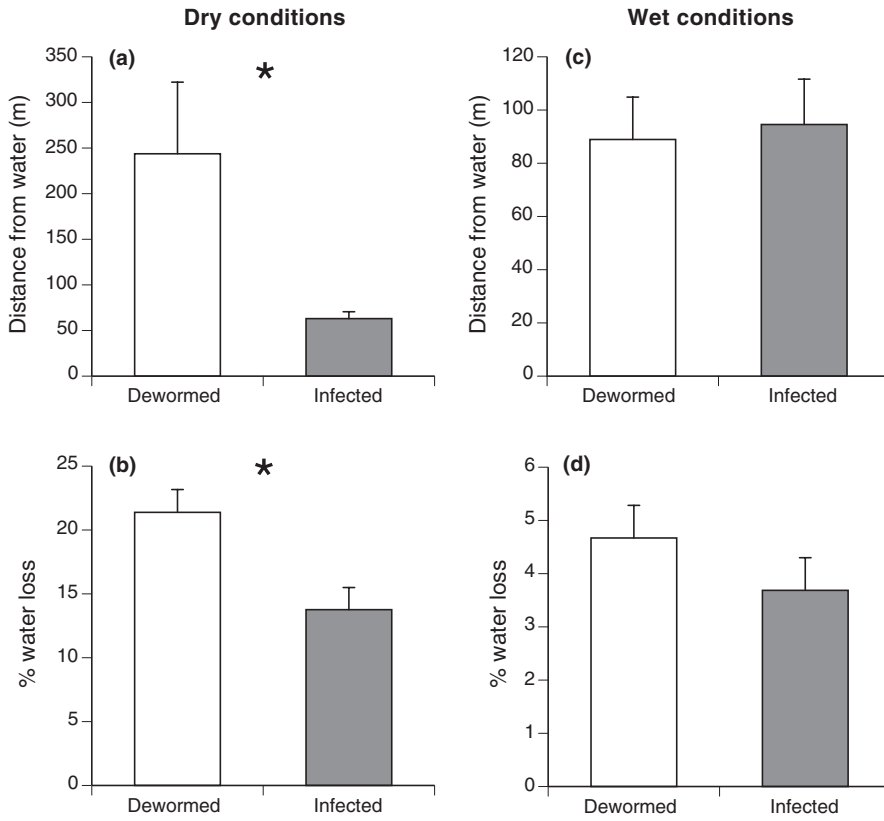 Dry conditions
Wet conditions
(a)
*
Distance from water (m)
350
300
250
200
150
100
50
0
Dewormed Infected
(c)
Distance from water (m)
120
100
80
60
40
20
0
Dewormed Infected
(b)
*
% water loss
25
20
15
10
5
0
Dewormed Infected
(d)
% water loss
6
5
4
3
2
1
0
Dewormed Infected